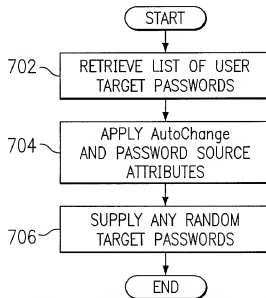 START
702
RETRIEVE LIST OF USER
TARGET PASSWORDS
704
APPLY AutoChange
AND PASSWORD SOURCE
ATTRIBUTES
706
SUPPLY ANY RANDOM
TARGET PASSWORDS
END